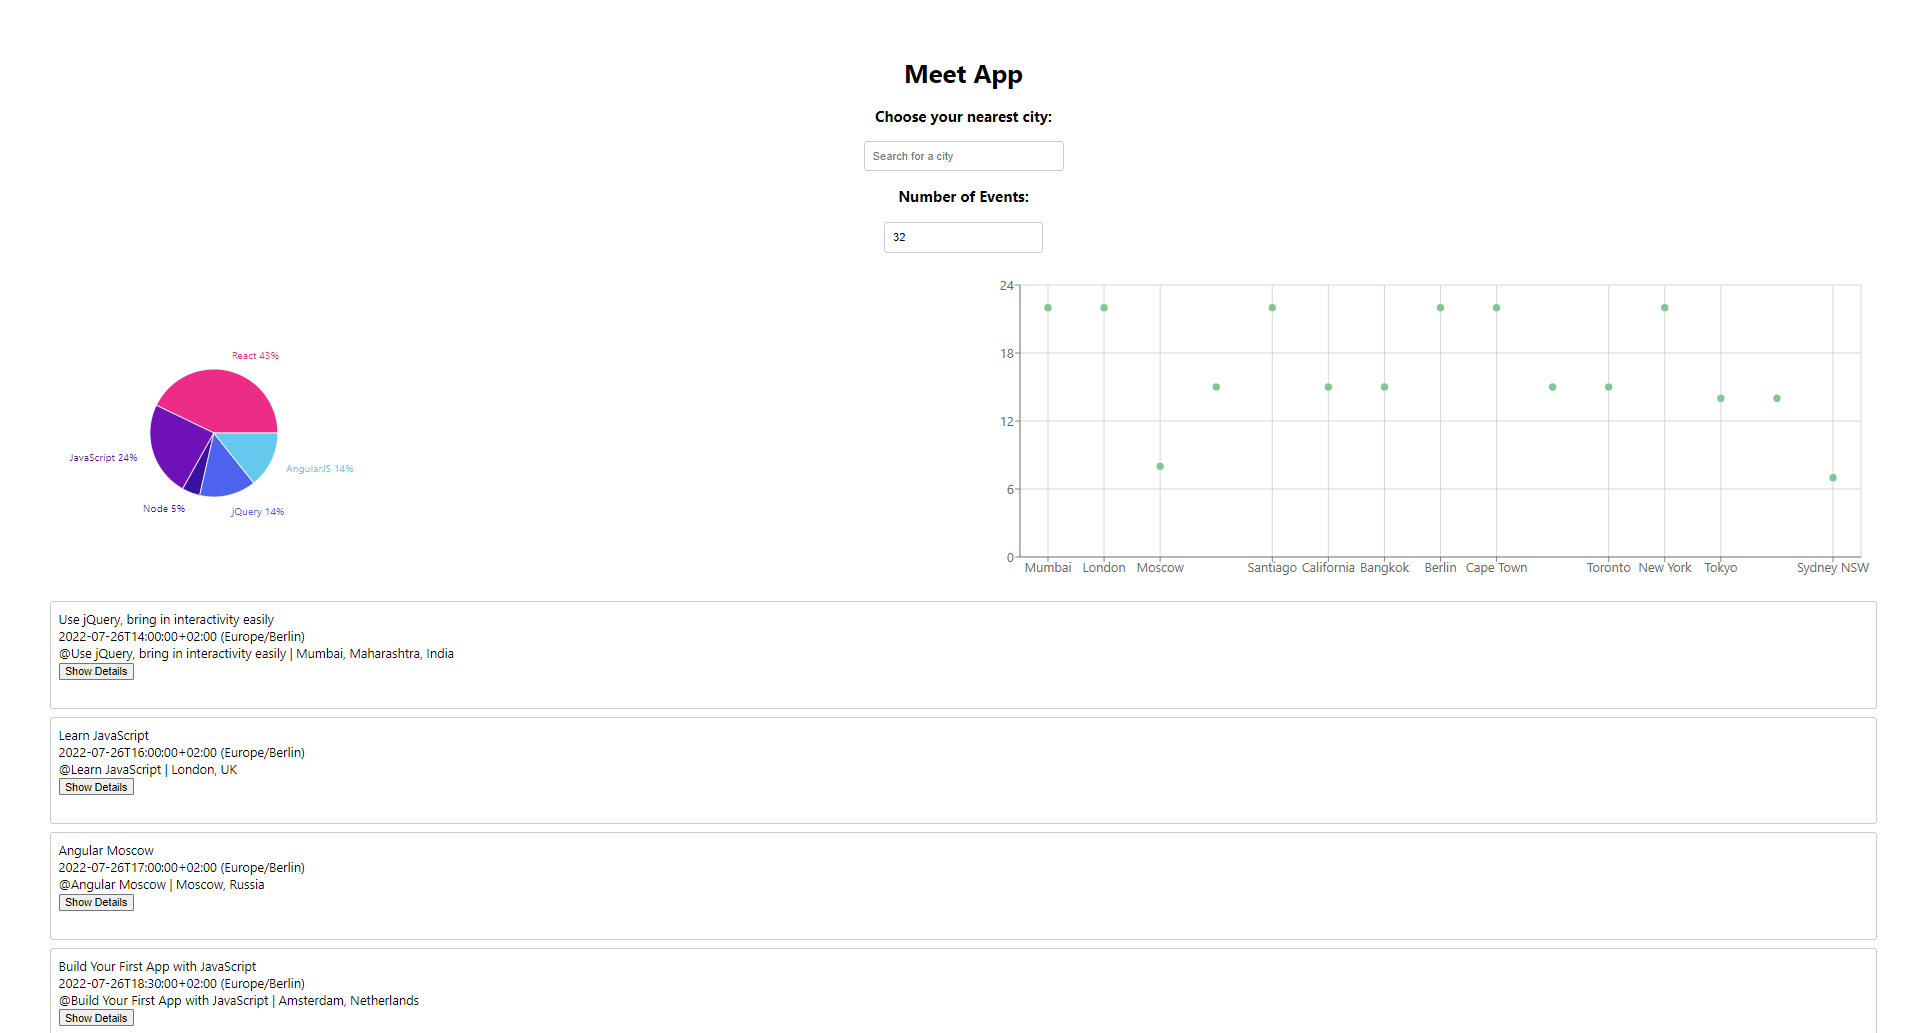 Meet App
Choose your nearest city:
Search for a city
Number of Events:
32
React 43%
JavaScript 24%
AngularJS 14%
Node 5%
jQuery 14%
24
18
12
6
0
Mumbai London Moscow Santiago California Bangkok Berlin Cape Town Toronto New York Tokyo Sydney NSW
Use jQuery, bring in interactivity easily
2022-07-26T14:00:00+02:00 (Europe/Berlin)
@Use jQuery, bring in interactivity easily | Mumbai, Maharashtra, India
Show Details
Learn JavaScript
2022-07-26T16:00:00+02:00 (Europe/Berlin)
@Learn JavaScript | London, UK
Show Details
Angular Moscow
2022-07-26T17:00:00+02:00 (Europe/Berlin)
@Angular Moscow | Moscow, Russia
Show Details
Build Your First App with JavaScript
2022-07-26T18:30:00+02:00 (Europe/Berlin)
@Build Your First App with JavaScript | Amsterdam, Netherlands
Show Details